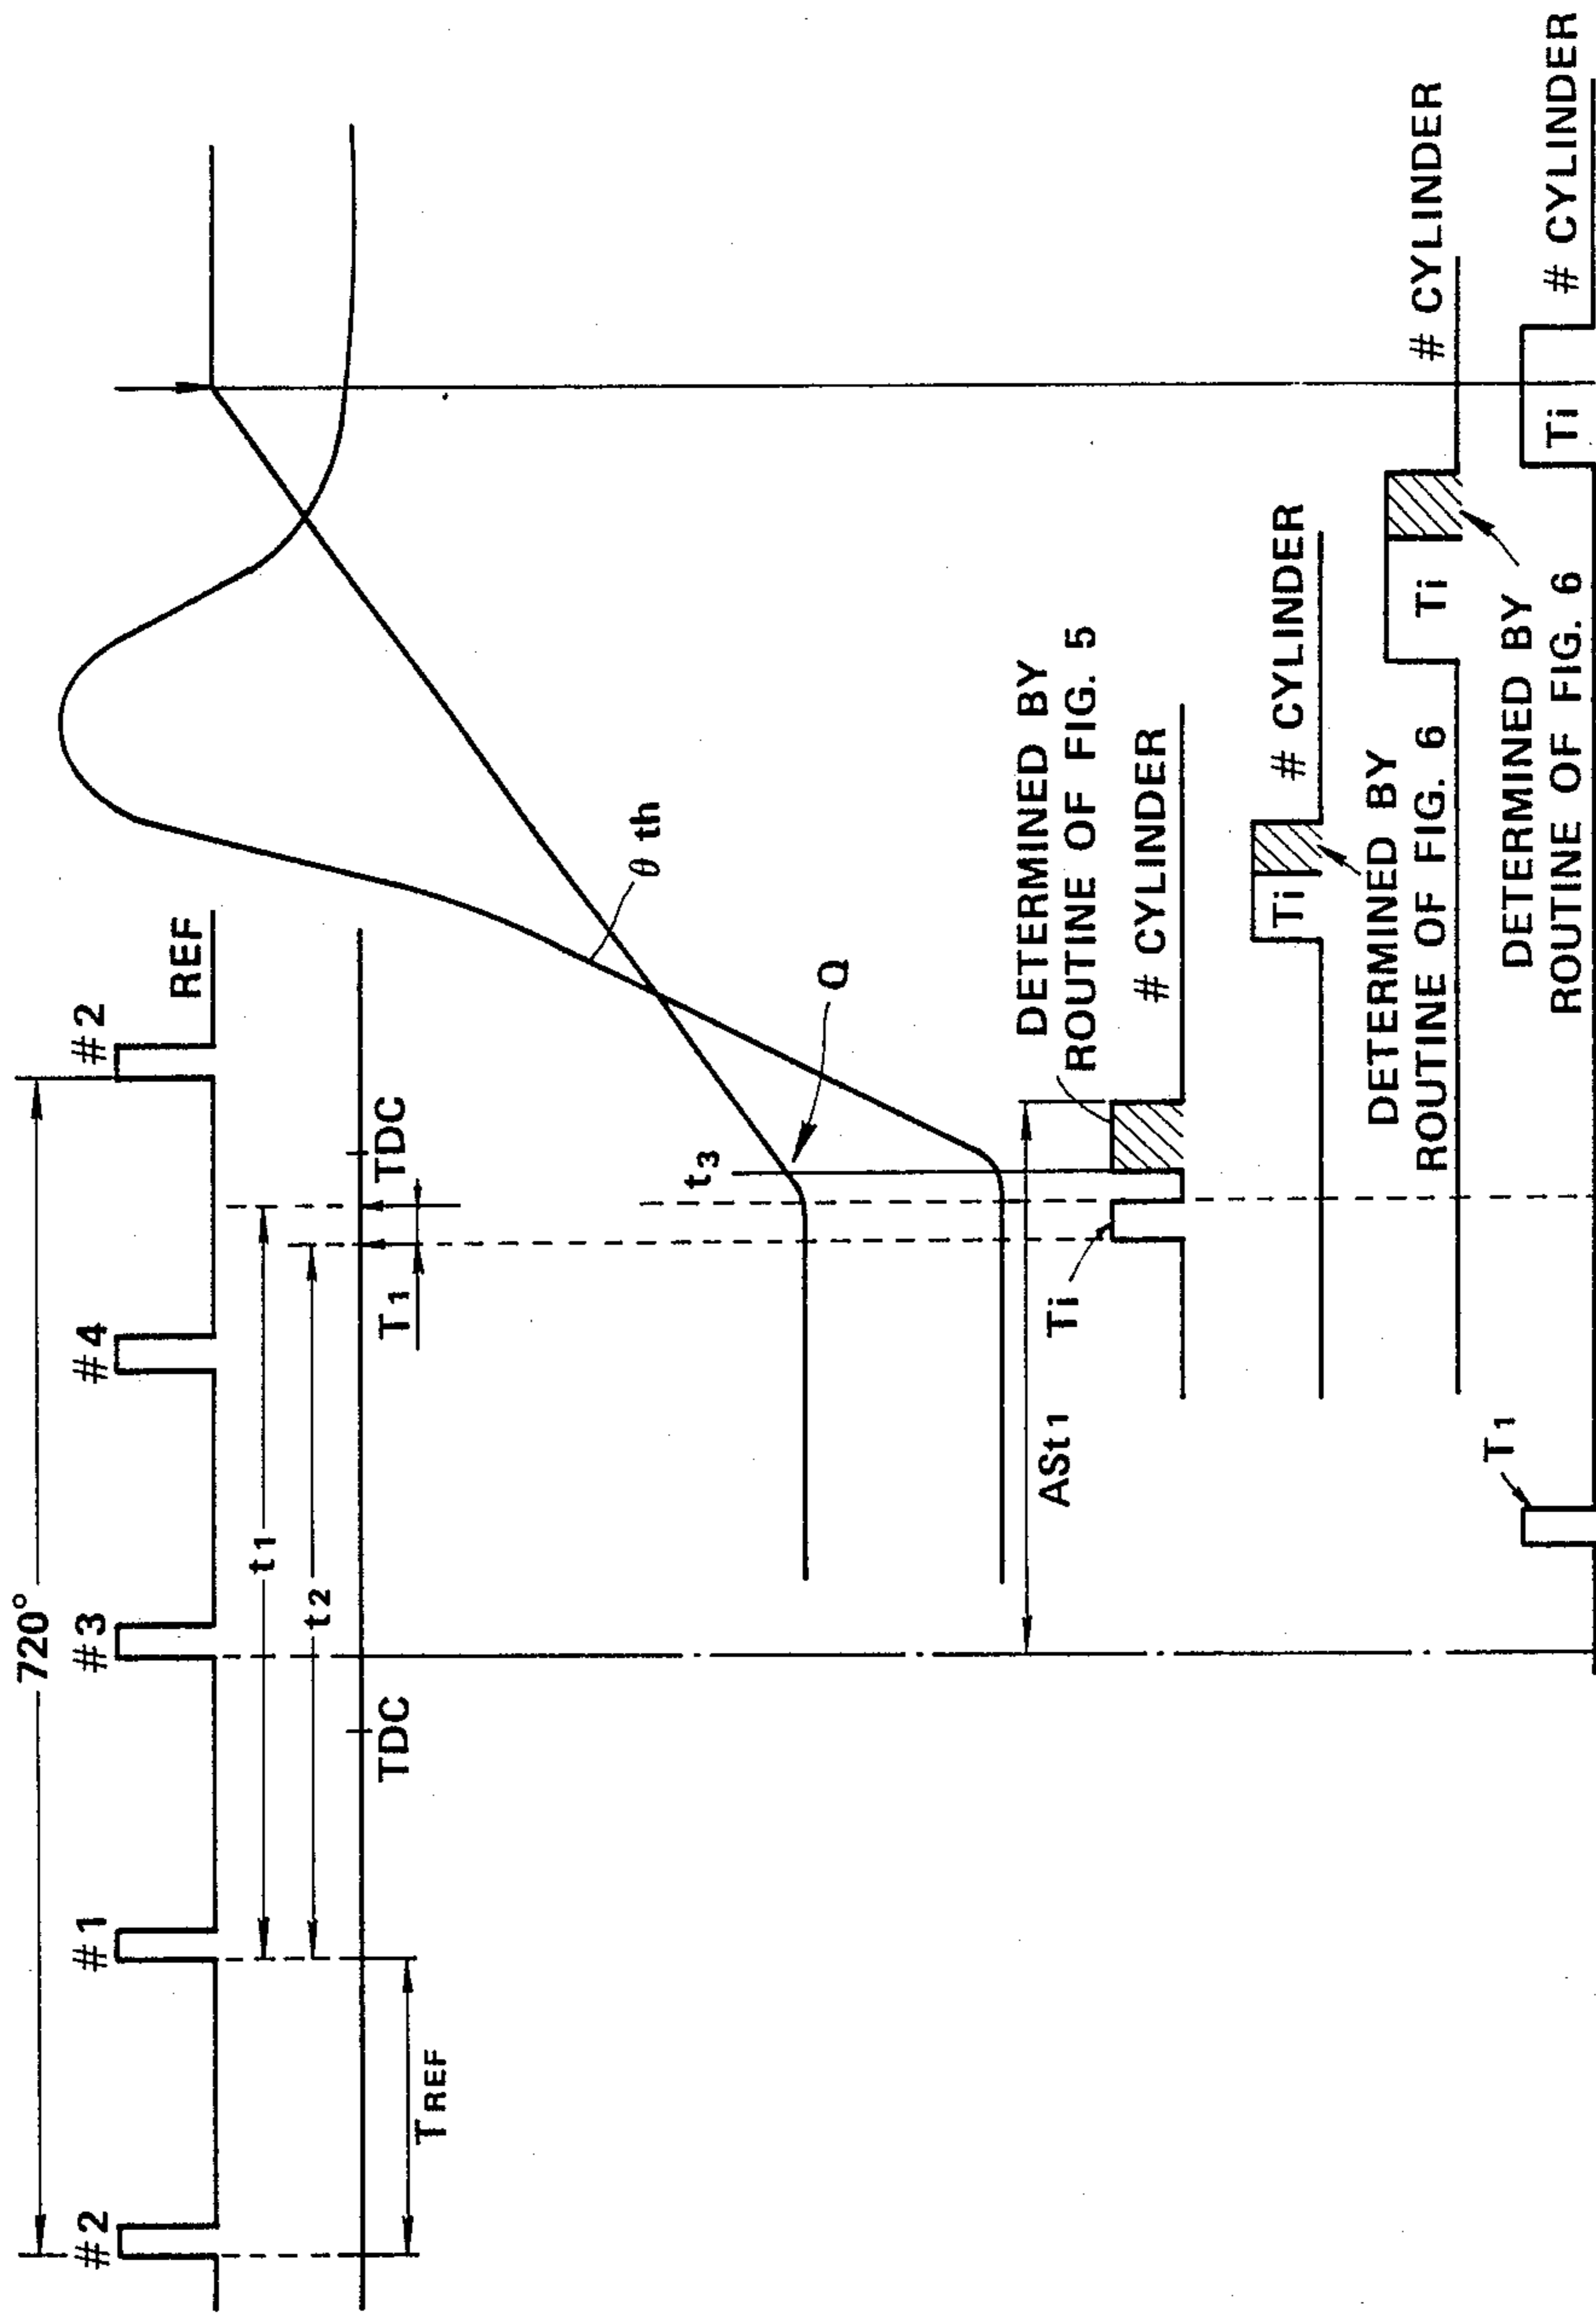 720°
#2
#1
#3
#4
#2
REF
t1
t2
TREF
TDC
T1
TDC
θ th
t3
Q
ASt1
Ti
DETERMINED BY
ROUTINE OF FIG. 5
# CYLINDER
Ti
# CYLINDER
DETERMINED BY
ROUTINE OF FIG. 6
Ti
# CYLINDER
DETERMINED BY
ROUTINE OF FIG. 6
T1
Ti
# CYLINDER